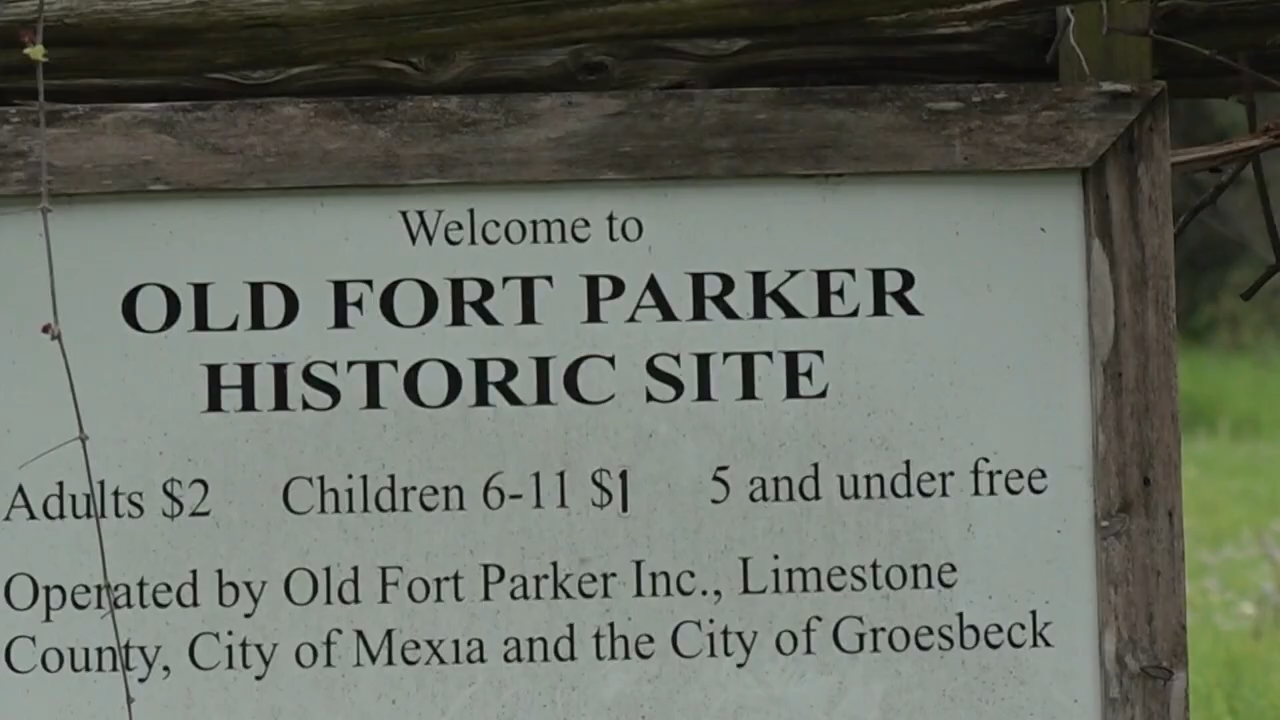 Welcome to
OLD FORT PARKER
HISTORIC SITE
Adults $2 Children 6-11 $1 5 and under free
Operated by Old Fort Parker Inc., Limestone
County, City of Mexia and the City of Groesbeck